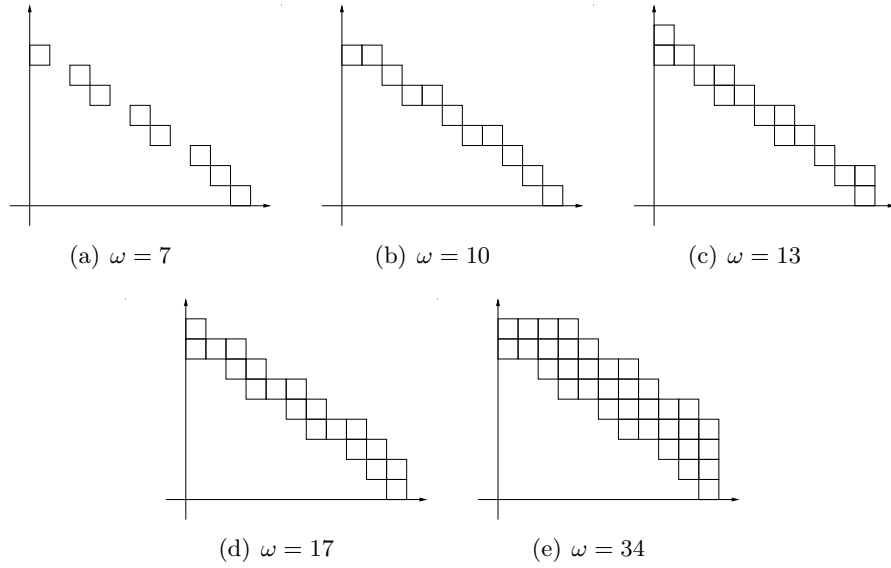 (a) ω = 7
(b) ω = 10
(c) ω = 13
(d) ω = 17
(e) ω = 34